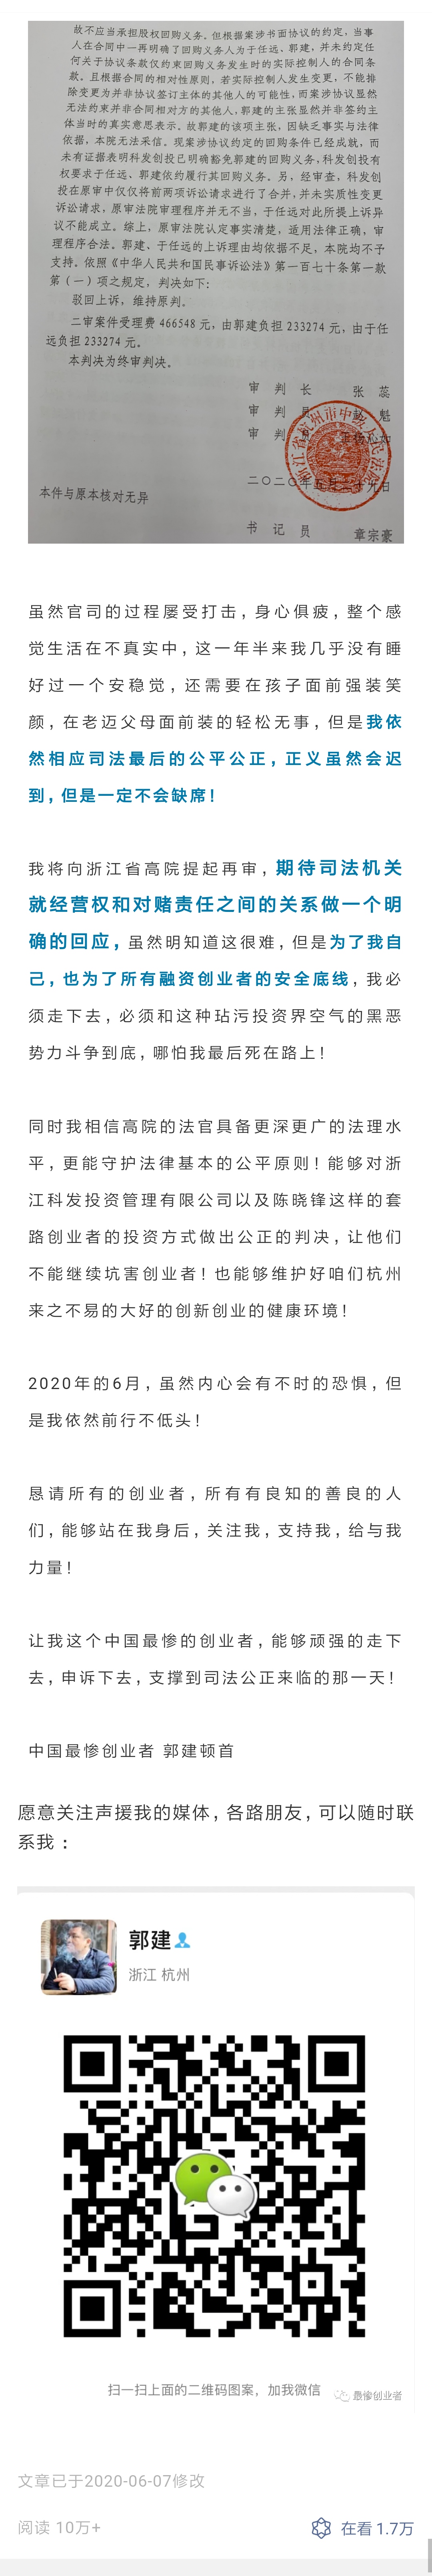 故不应当承担股权回购义务。但根据案涉书面协议的约定，当事
人在合同中一再明确了回购义务人为于任远、郭建，并未约定任
何关于协议条款仅约束回购义务发生时的实际控制人的合同条
款。且根据合同的相对性原则，若实际控制人发生变更，不能排
除变更为并非协议签订主体的其他人的可能性，而案涉协议显然
无法约束并非合同相对方的其他人，郭建的主张显然并非签约主
体当时的真实意思表示。故郭建的该项主张，因缺乏事实与法律
依据，本院无法采信。现案涉协议约定的回购条件已经成就，而
未有证据表明科发创投已明确豁免郭建的回购义务，科发创投有
权要求于任远、郭建依约履行其回购义务。另，经审查，科发创
投在原审中仅仅将前两项诉讼请求进行了合并，并未实质性变更
诉讼请求，原审法院审理程序并无不当，于任远对此所提上诉异
议不能成立。综上，原审法院认定事实清楚，适用法律正确，审
理程序合法。郭建、于任远的上诉理由均依据不足，本院均不予
支持。依照《中华人民共和国民事诉讼法》第一百七十条第一款
第（一）项之规定，判决如下：
驳回上诉，维持原判。
二审案件受理费 466548 元，由郭建负担 233274 元，由于任
远负担 233274 元。
本判决为终审判决。
审 判 长 张 蕊
审 判 员 魁
审 判 员
二〇二〇年五月二十九日
本件与原本核对无异
书 记 员 章宗豪
虽然官司的过程屡受打击，身心俱疲，整个感
觉生活在不真实中，这一年半来我几乎没有睡
好过一个安稳觉，还需要在孩子面前强装笑
颜，在老迈父母面前装的轻松无事，但是我依
然相应司法最后的公平公正，正义虽然会迟
到，但是一定不会缺席！
我将向浙江省高院提起再审，期待司法机关
就经营权和对赌责任之间的关系做一个明
确的回应，虽然明知道这很难，但是为了我自
己，也为了所有融资创业者的安全底线，我必
须走下去，必须和这种玷污投资界空气的黑恶
势力斗争到底，哪怕我最后死在路上！
同时我相信高院的法官具备更深更广的法理水
平，更能守护法律基本的公平原则！能够对浙
江科发投资管理有限公司以及陈晓锋这样的套
路创业者的投资方式做出公正的判决，让他们
不能继续坑害创业者！也能够维护好咱们杭州
来之不易的大好的创新创业的健康环境！
2020年的6月，虽然内心会有不时的恐惧，但
是我依然前行不低头！
恳请所有的创业者，所有有良知的善良的人
们，能够站在我身后，关注我，支持我，给与我
力量！
让我这个中国最惨的创业者，能够顽强的走下
去，申诉下去，支撑到司法公正来临的那一天！
中国最惨创业者 郭建顿首
愿意关注声援我的媒体，各路朋友，可以随时联
系我：
郭建
浙江 杭州
扫一扫上面的二维码图案，加我微信
最惨创业者
文章已于2020-06-07修改
阅读 10万+
在看 1.7万